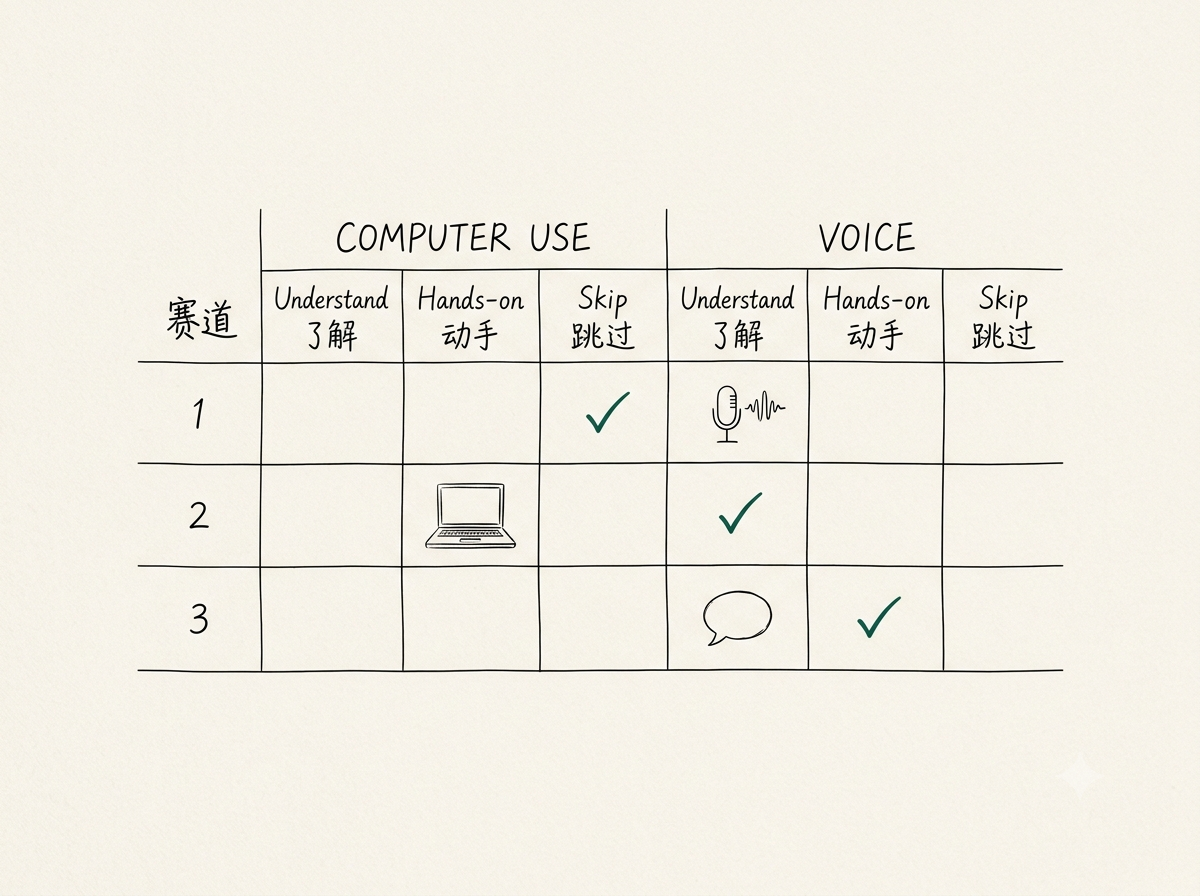 COMPUTER USE VOICE
赛道
Understand Hands-on Skip Understand Hands-on Skip
了解 动手 跳过 了解 动手 跳过
1
2
3